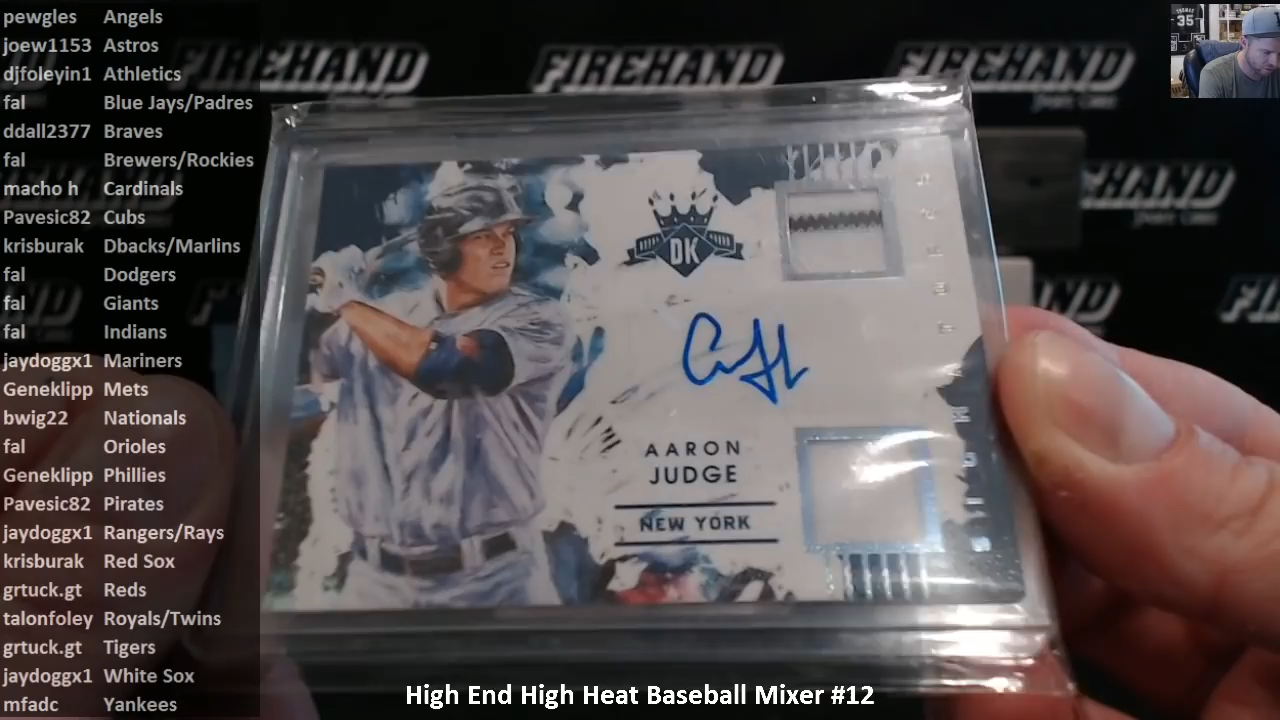 pewgles Angels
joew1153 Astros
djfoleyin1 Athletics
fal Blue Jays/Padres
ddall2377 Braves
fal Brewers/Rockies
macho h Cardinals
Pavesic82 Cubs
krisburak Dbacks/Marlins
fal Dodgers
fal Giants
fal Indians
jaydoggx1 Mariners
Geneklipp Mets
bwig22 Nationals
fal Orioles
Geneklipp Phillies
Pavesic82 Pirates
jaydoggx1 Rangers/Rays
krisburak Red Sox
grtuck.gt Reds
talonfoley Royals/Twins
grtuck.gt Tigers
jaydoggx1 White Sox
mfadc Yankees
FIREHAND
FIREHAND
FIREHAND
THOMAS
35
DK
AARON
JUDGE
NEW YORK
High End High Heat Baseball Mixer #12